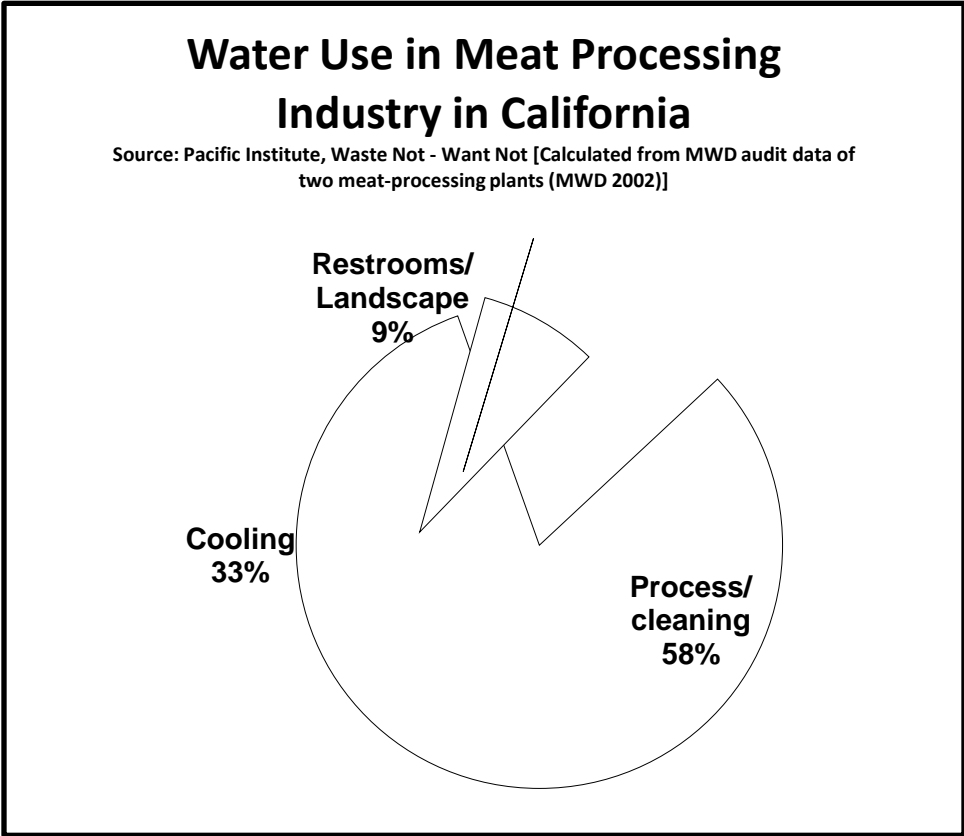 Water Use in Meat Processing
Industry in California
Source: Pacific Institute, Waste Not - Want Not [Calculated from MWD audit data of
two meat-processing plants (MWD 2002)]
Restrooms/
Landscape
9%
Cooling
33%
Process/
cleaning
58%